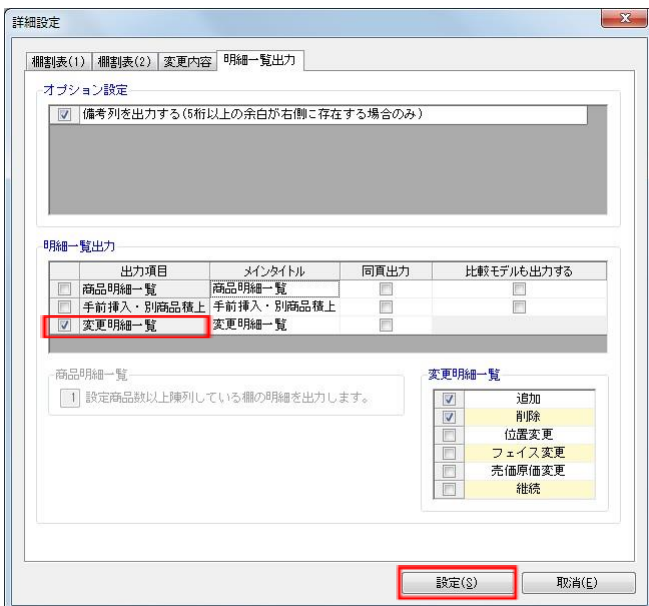 詳細設定
棚割表(1) 棚割表(2) 変更内容 明細一覧出力
オプション設定
備考列を出力する(5桁以上の余白が右側に存在する場合のみ)
明細一覧出力
出力項目 メインタイトル 同頁出力 比較モデルも出力する
商品明細一覧 商品明細一覧
手前挿入・別商品積上 手前挿入・別商品積上
変更明細一覧 変更明細一覧
商品明細一覧
1 設定商品数以上陳列している棚の明細を出力します。
変更明細一覧
追加
削除
位置変更
フェイス変更
売価原価変更
継続
設定(S) 取消(E)